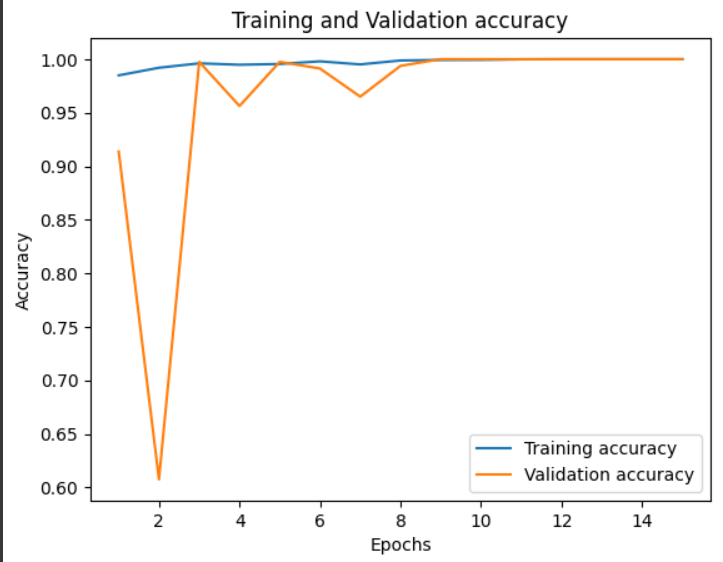 Training and Validation accuracy
Accuracy
1.00
0.95
0.90
0.85
0.80
0.75
0.70
0.65
0.60
Training accuracy
Validation accuracy
2 4 6 8 10 12 14
Epochs